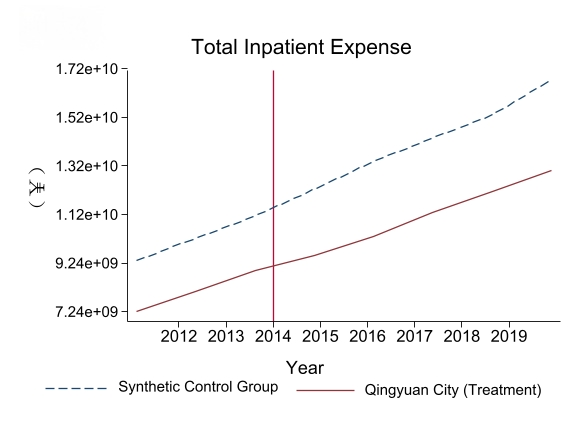 Total Inpatient Expense
1.72e+10
1.52e+10
1.32e+10
1.12e+10
9.24e+09
7.24e+09
(¥)
2012 2013 2014 2015 2016 2017 2018 2019
Year
Synthetic Control Group Qingyuan City (Treatment)